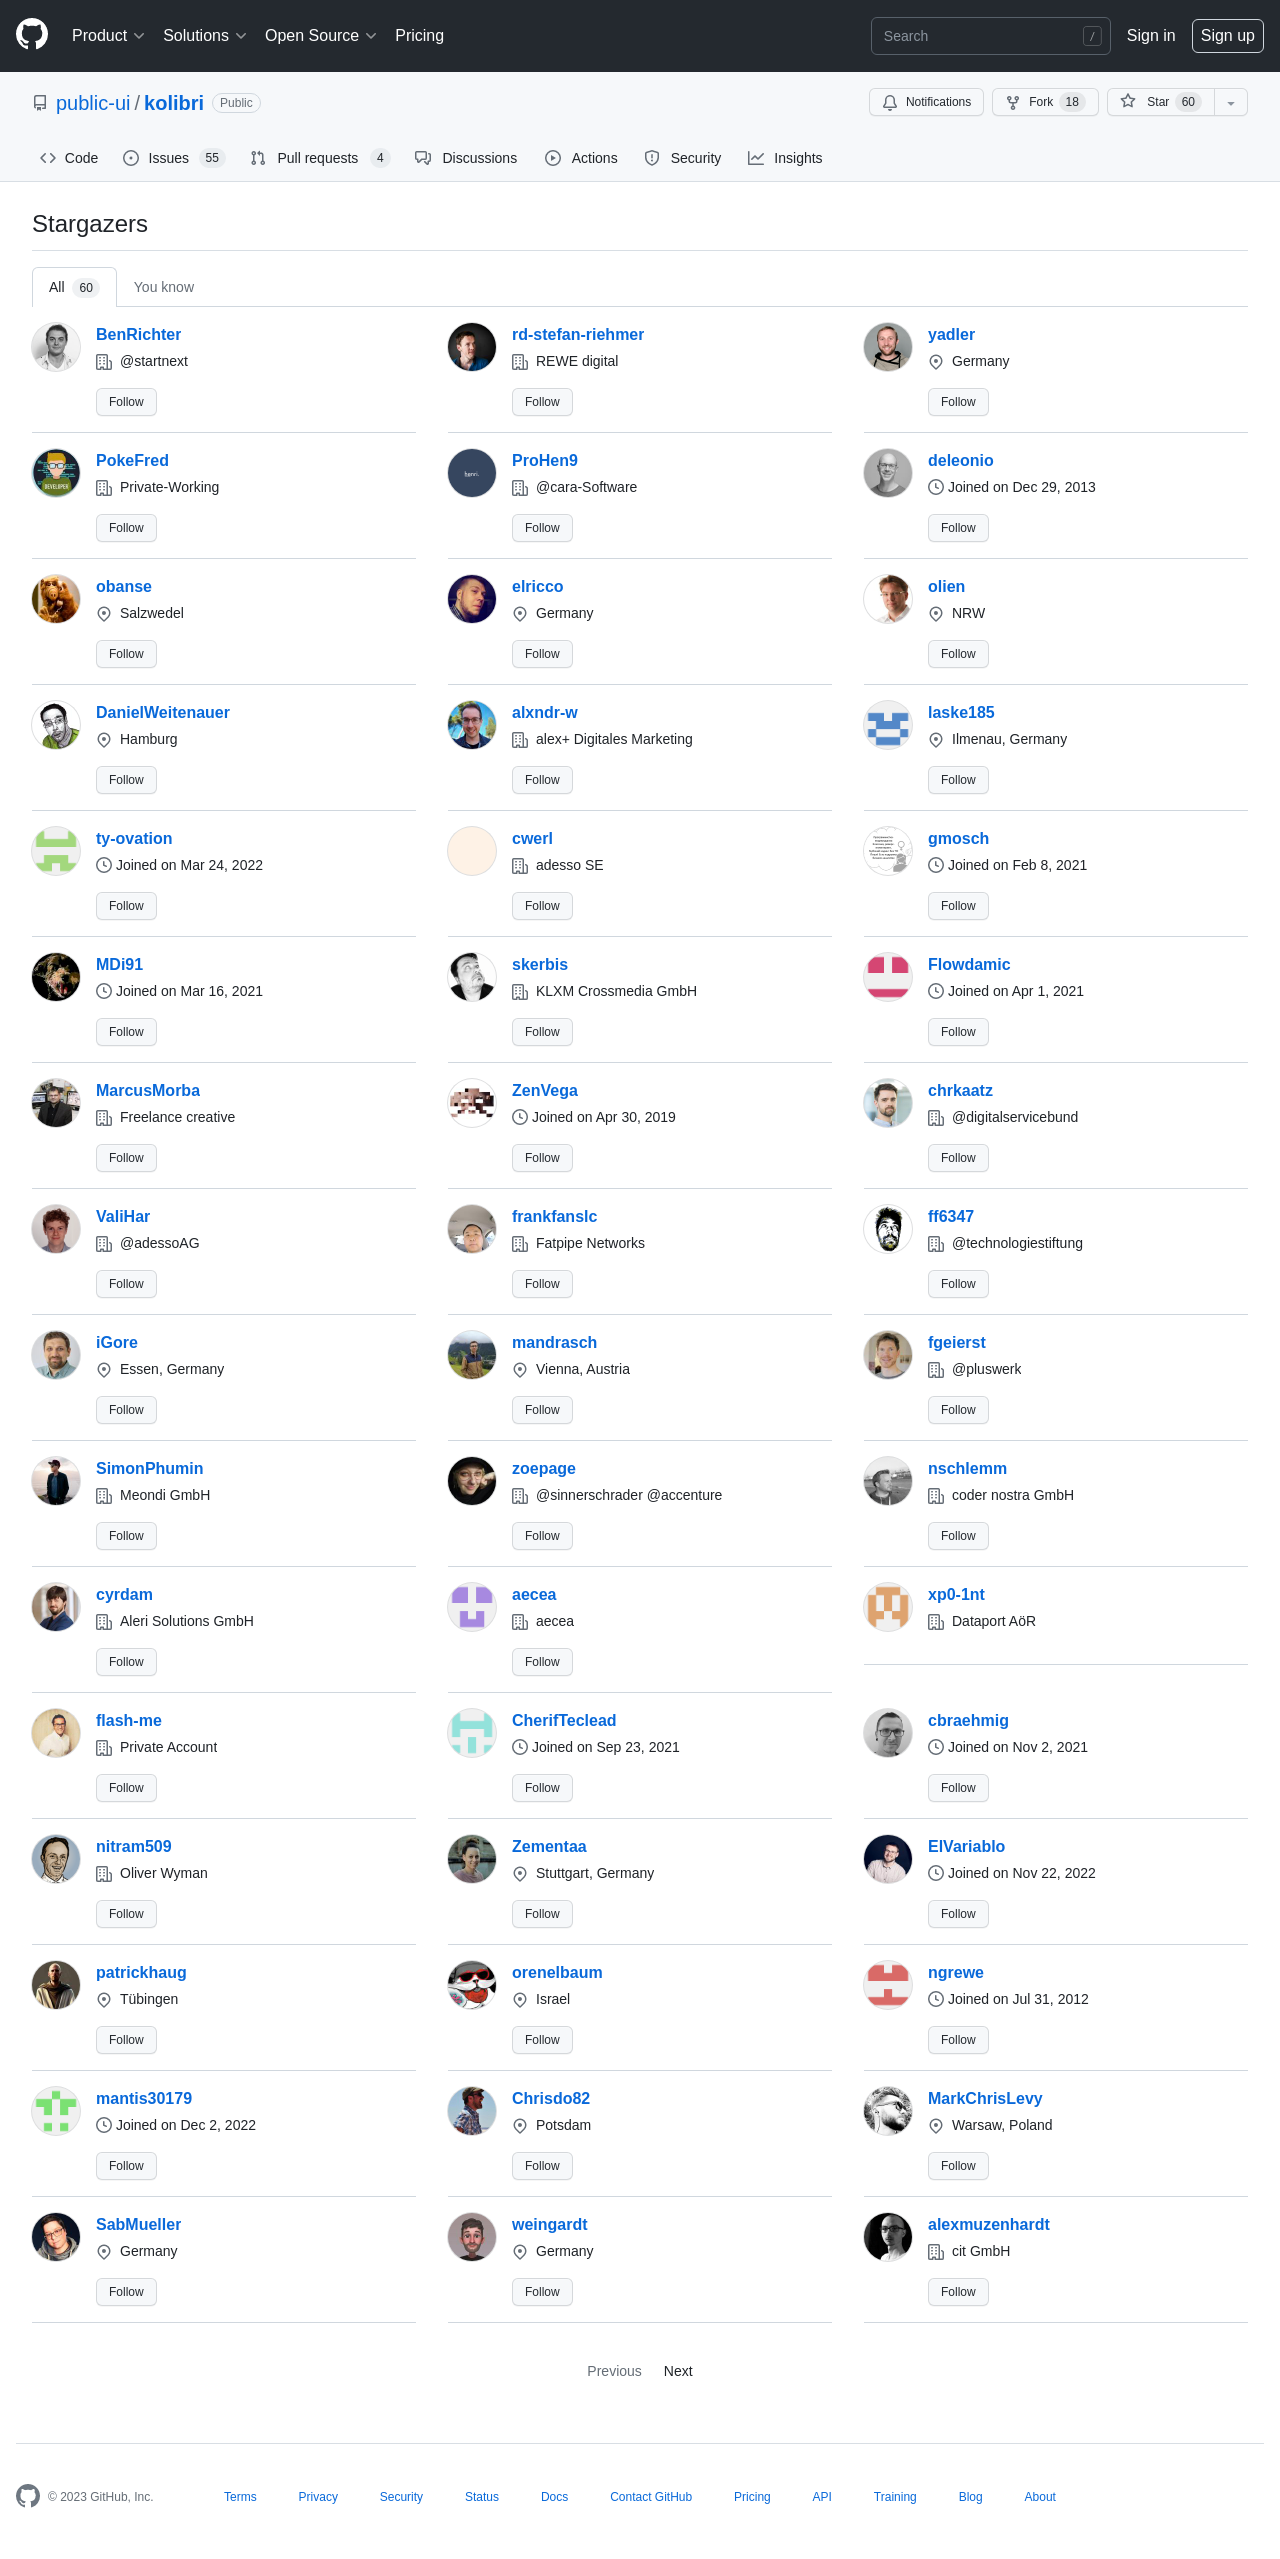 Product Solutions Open Source Pricing Search / Sign in Sign up
public-ui / kolibri Public Notifications Fork 18 Star 60
Code Issues 55 Pull requests 4 Discussions Actions Security Insights
Stargazers
All 60 You know
BenRichter rd-stefan-riehmer yadler
@startnext REWE digital Germany
Follow Follow Follow
PokeFred ProHen9 deleonio
Private-Working @cara-Software Joined on Dec 29, 2013
Follow Follow Follow
obanse elricco olien
Salzwedel Germany NRW
Follow Follow Follow
DanielWeitenauer alxndr-w laske185
Hamburg alex+ Digitales Marketing Ilmenau, Germany
Follow Follow Follow
ty-ovation cwerl gmosch
Joined on Mar 24, 2022 adesso SE Joined on Feb 8, 2021
Follow Follow Follow
MDi91 skerbis Flowdamic
Joined on Mar 16, 2021 KLXM Crossmedia GmbH Joined on Apr 1, 2021
Follow Follow Follow
MarcusMorba ZenVega chrkaatz
Freelance creative Joined on Apr 30, 2019 @digitalservicebund
Follow Follow Follow
ValiHar frankfanslc ff6347
@adessoAG Fatpipe Networks @technologiestiftung
Follow Follow Follow
iGore mandrasch fgeierst
Essen, Germany Vienna, Austria @pluswerk
Follow Follow Follow
SimonPhumin zoepage nschlemm
Meondi GmbH @sinnerschrader @accenture coder nostra GmbH
Follow Follow Follow
cyrdam aecea xp0-1nt
Aleri Solutions GmbH aecea Dataport AöR
Follow Follow
flash-me CherifTeclead cbraehmig
Private Account Joined on Sep 23, 2021 Joined on Nov 2, 2021
Follow Follow Follow
nitram509 Zementaa ElVariablo
Oliver Wyman Stuttgart, Germany Joined on Nov 22, 2022
Follow Follow Follow
patrickhaug orenelbaum ngrewe
Tübingen Israel Joined on Jul 31, 2012
Follow Follow Follow
mantis30179 Chrisdo82 MarkChrisLevy
Joined on Dec 2, 2022 Potsdam Warsaw, Poland
Follow Follow Follow
SabMueller weingardt alexmuzenhardt
Germany Germany cit GmbH
Follow Follow Follow
Previous Next
© 2023 GitHub, Inc. Terms Privacy Security Status Docs Contact GitHub Pricing API Training Blog About